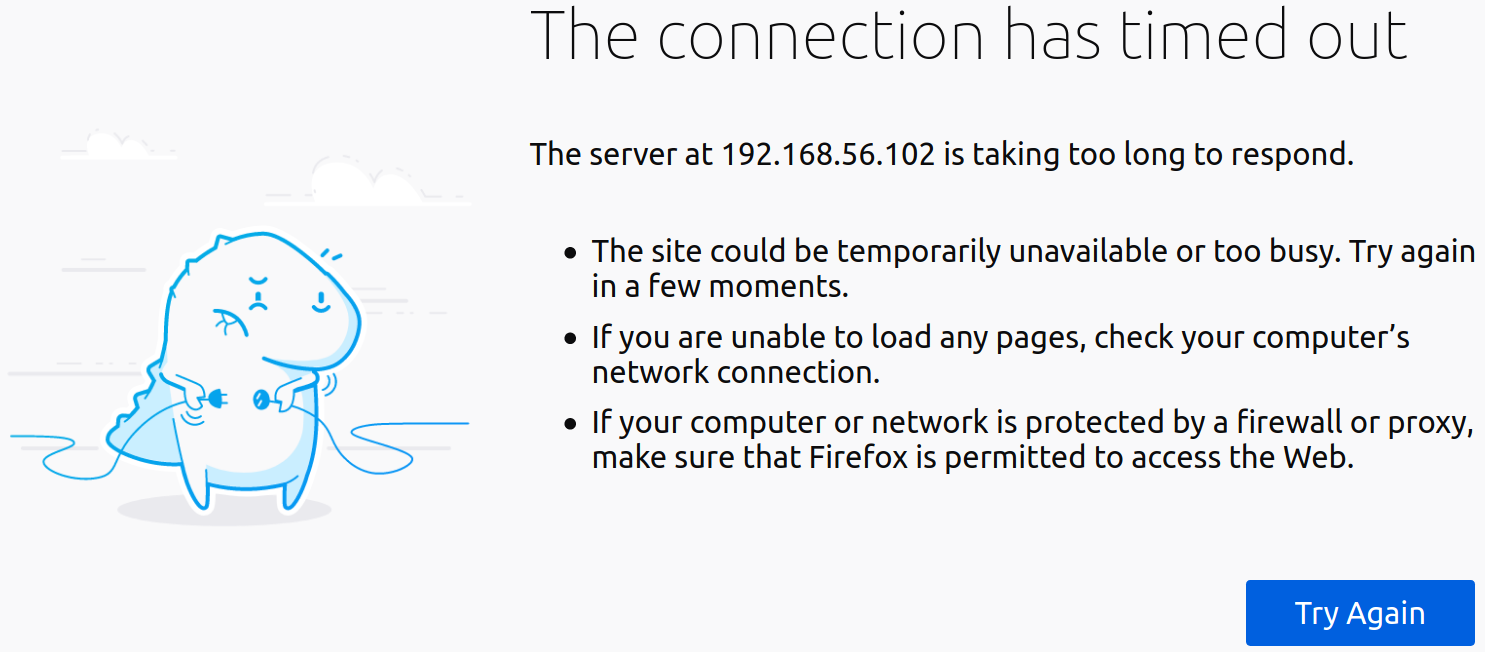 The connection has timed out
The server at 192.168.56.102 is taking too long to respond.
• The site could be temporarily unavailable or too busy. Try again
in a few moments.
• If you are unable to load any pages, check your computer’s
network connection.
• If your computer or network is protected by a firewall or proxy,
make sure that Firefox is permitted to access the Web.
Try Again